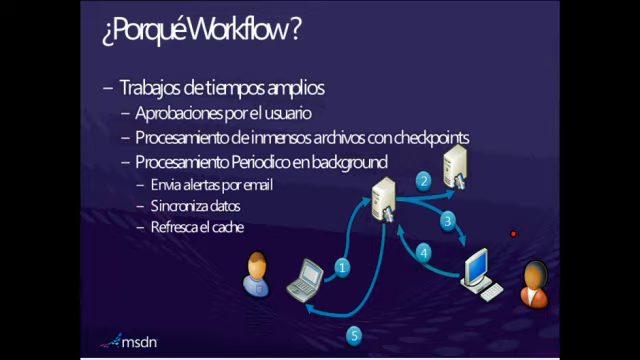 ¿Porqué Workflow?
– Trabajos de tiempos amplios
– Aprobaciones por el usuario
– Procesamiento de inmensos archivos con checkpoints
– Procesamiento Periodico en background
– Envia alertas por email
– Sincroniza datos
– Refresca el cache
2
3
4
1
5
msdn